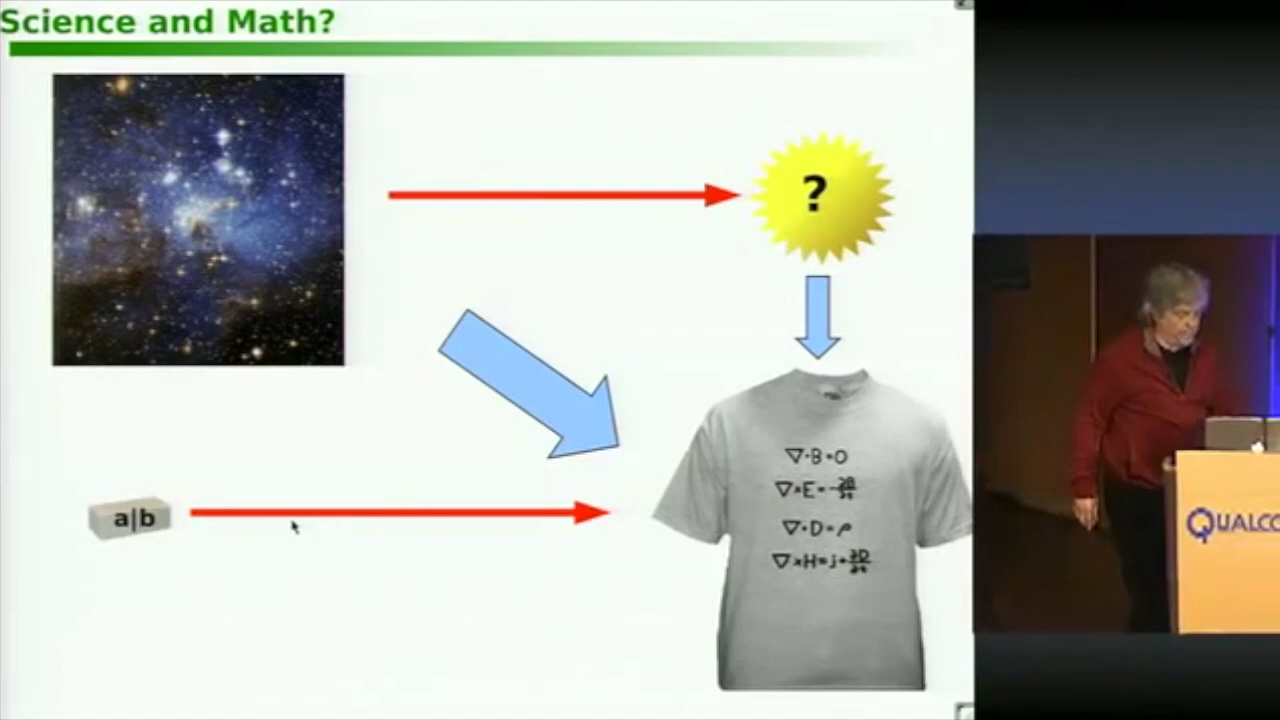 Science and Math?
?
a|b
∇·B=0
∇×E=-∂B/∂t
∇·D=ρ
∇×H=j+∂D/∂t
QUALCO